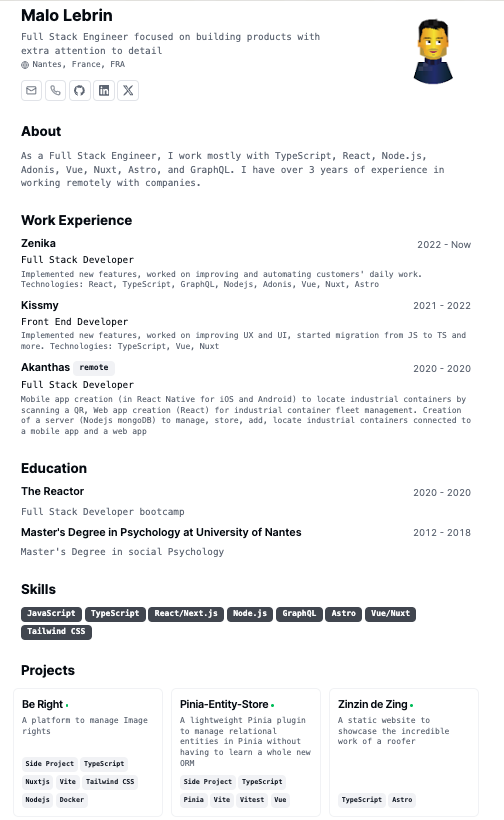 Malo Lebrin
Full Stack Engineer focused on building products with
extra attention to detail
Nantes, France, FRA
About
As a Full Stack Engineer, I work mostly with TypeScript, React, Node.js,
Adonis, Vue, Nuxt, Astro, and GraphQL. I have over 3 years of experience in
working remotely with companies.
Work Experience
Zenika 2022 - Now
Full Stack Developer
Implemented new features, worked on improving and automating customers' daily work.
Technologies: React, TypeScript, GraphQL, Nodejs, Adonis, Vue, Nuxt, Astro
Kissmy 2021 - 2022
Front End Developer
Implemented new features, worked on improving UX and UI, started migration from JS to TS and
more. Technologies: TypeScript, Vue, Nuxt
Akanthas remote 2020 - 2020
Full Stack Developer
Mobile app creation (in React Native for iOS and Android) to locate industrial containers by
scanning a QR, Web app creation (React) for industrial container fleet management. Creation
of a server (Nodejs mongoDB) to manage, store, add, locate industrial containers connected to
a mobile app and a web app
Education
The Reactor 2020 - 2020
Full Stack Developer bootcamp
Master's Degree in Psychology at University of Nantes 2012 - 2018
Master's Degree in social Psychology
Skills
JavaScript TypeScript React/Next.js Node.js GraphQL Astro Vue/Nuxt
Tailwind CSS
Projects
Be Right
A platform to manage Image
rights
Side Project TypeScript
Nuxtjs Vite Tailwind CSS
Nodejs Docker
Pinia-Entity-Store
A lightweight Pinia plugin
to manage relational
entities in Pinia without
having to learn a whole new
ORM
Side Project TypeScript
Pinia Vite Vitest Vue
Zinzin de Zing
A static website to
showcase the incredible
work of a roofer
TypeScript Astro